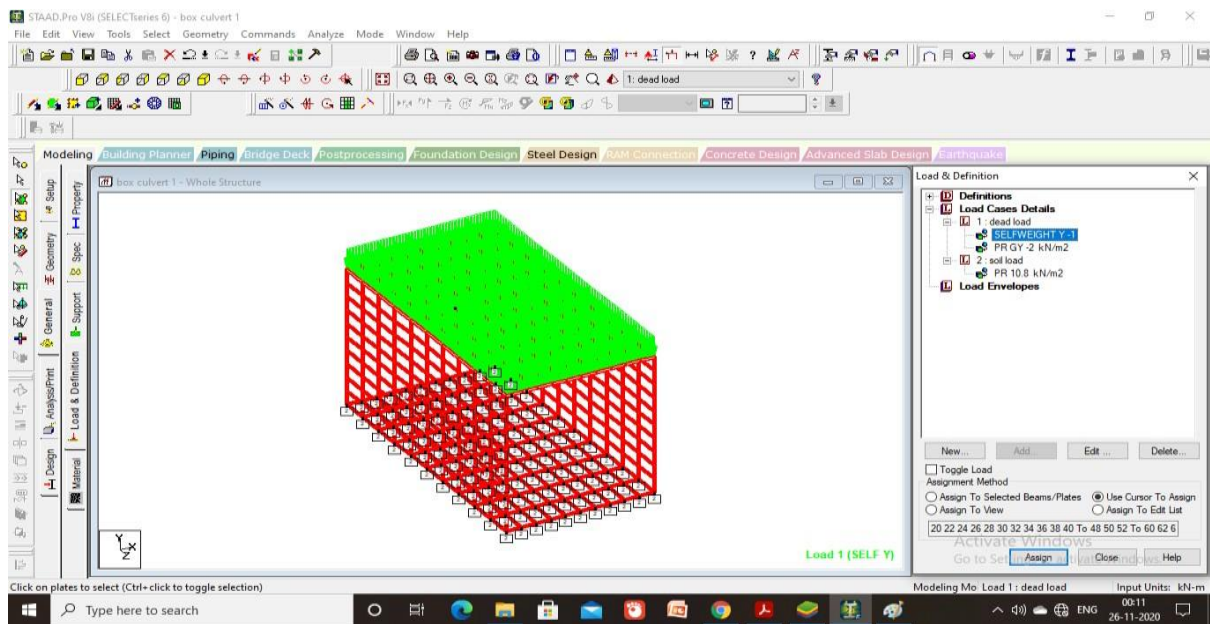 STAAD.Pro V8i (SELECTseries 6) - box culvert 1
File Edit View Tools Select Geometry Commands Analyze Mode Window Help
1: dead load
Modeling Building Planner Piping Bridge Deck Postprocessing Foundation Design Steel Design RAM Connection Concrete Design Advanced Slab Design Earthquake
Setup
Geometry
General
Analysis/Print
Design
Property
Spec
Support
Load & Definition
Material
box culvert 1 - Whole Structure
Y
X
Z
Load 1 (SELF Y)
Load & Definition
Definitions
Load Cases Details
1 : dead load
SELFWEIGHT Y -1
PR GY -2 kN/m2
2 : soil load
PR 10.8 kN/m2
Load Envelopes
New... Add... Edit ... Delete...
Toggle Load
Assignment Method
Assign To Selected Beams/Plates Use Cursor To Assign
Assign To View Assign To Edit List
20 22 24 26 28 30 32 34 36 38 40 To 48 50 52 To 60 62 6
Activate Windows
Assign Close Help
Click on plates to select (Ctrl+click to toggle selection)
Modeling Mo Load 1 : dead load Input Units: kN-m
Type here to search
ENG
00:11
26-11-2020